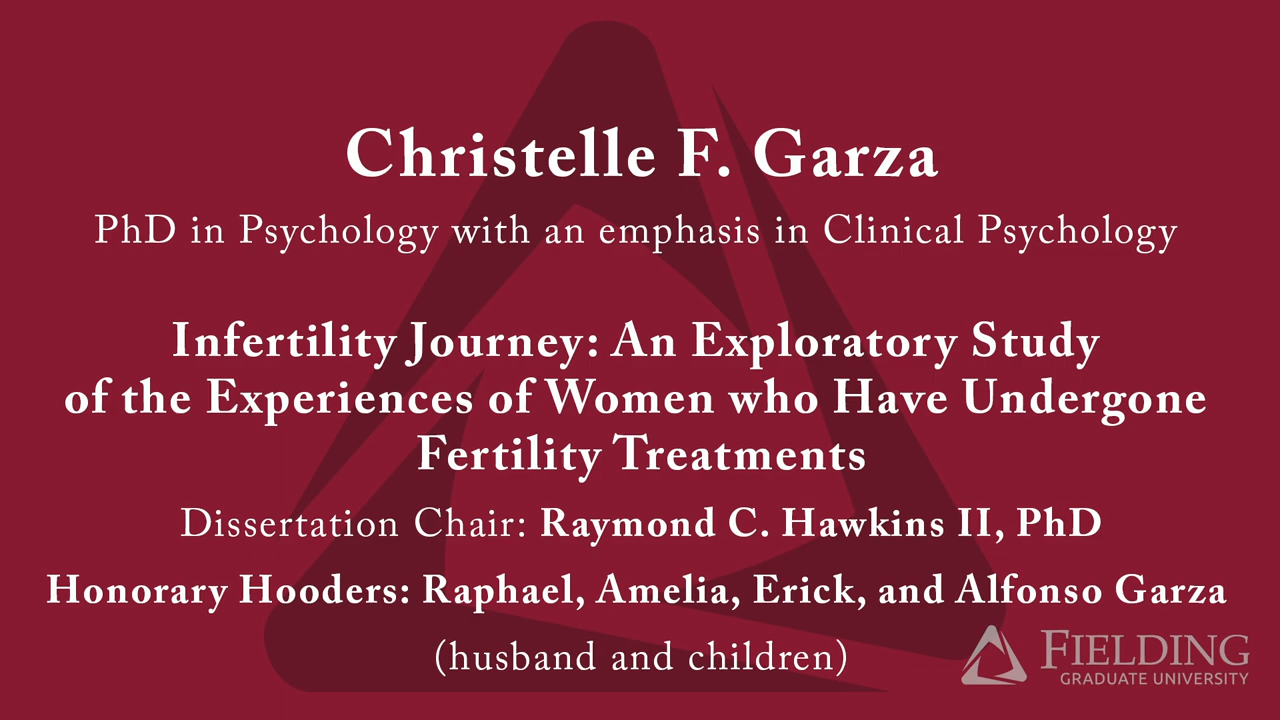 Christelle F. Garza
PhD in Psychology with an emphasis in Clinical Psychology
Infertility Journey: An Exploratory Study
of the Experiences of Women who Have Undergone
Fertility Treatments
Dissertation Chair: Raymond C. Hawkins II, PhD
Honorary Hooders: Raphael, Amelia, Erick, and Alfonso Garza
(husband and children)
FIELDING
GRADUATE UNIVERSITY